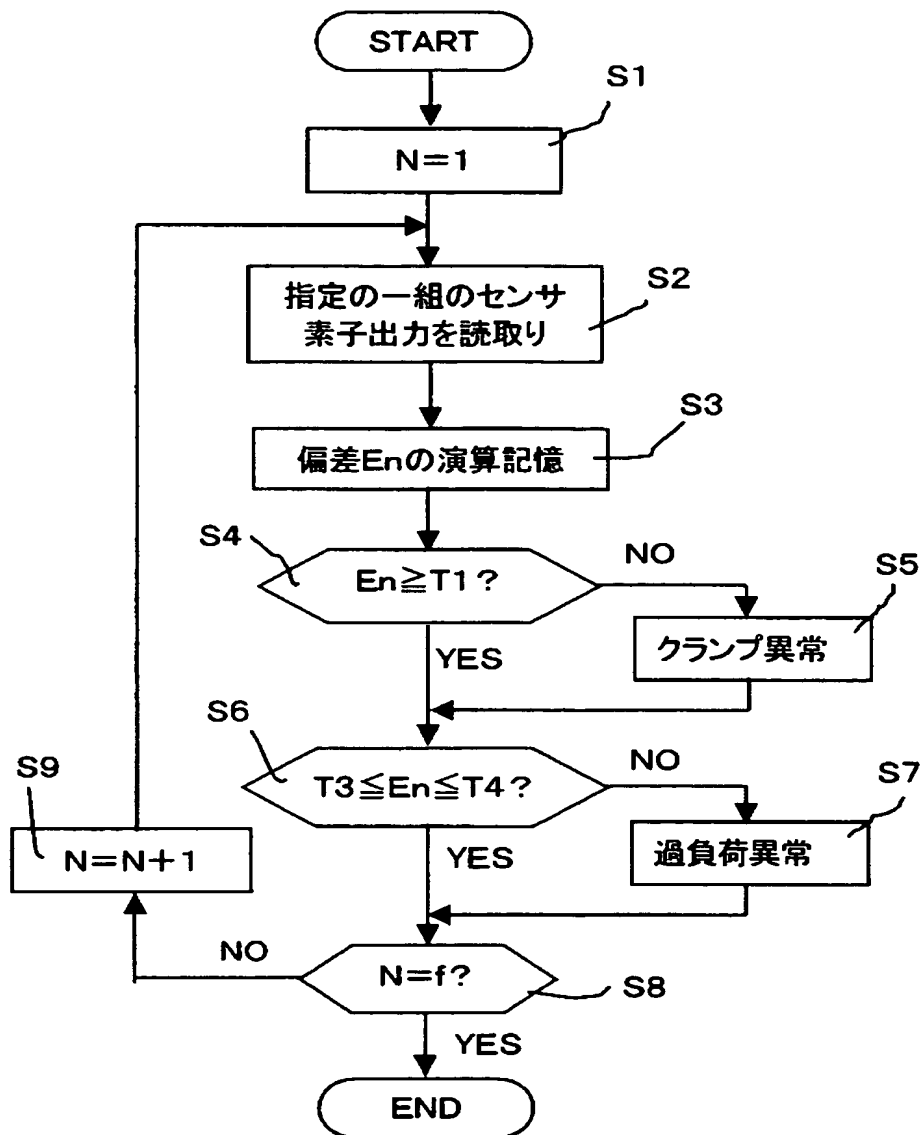 START
S1
N=1
S2
指定の一組のセンサ
素子出力を読取り
S3
偏差Enの演算記憶
S4
En≧T1?
NO
S5
クランプ異常
YES
S6
T3≦En≦T4?
NO
S7
過負荷異常
YES
S9
N=N+1
NO
N=f?
S8
YES
END